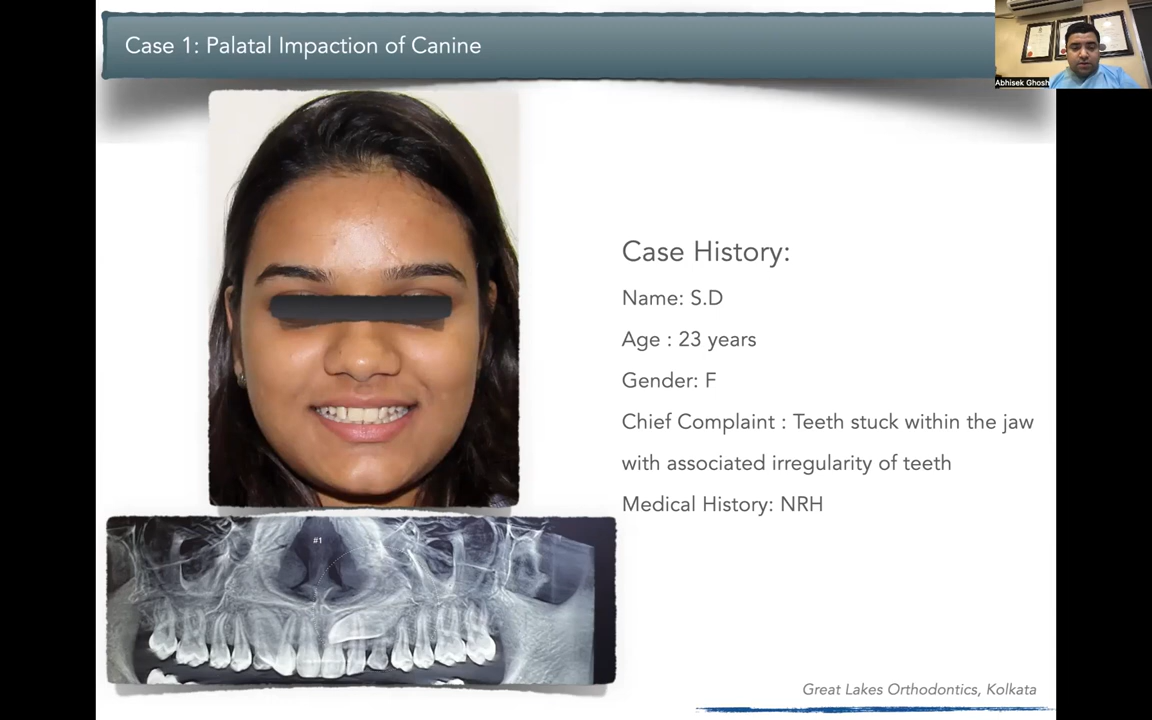 Case 1: Palatal Impaction of Canine
Abhisek Ghosh
Case History:
Name: S.D
Age : 23 years
Gender: F
Chief Complaint : Teeth stuck within the jaw
with associated irregularity of teeth
Medical History: NRH
#1
Great Lakes Orthodontics, Kolkata